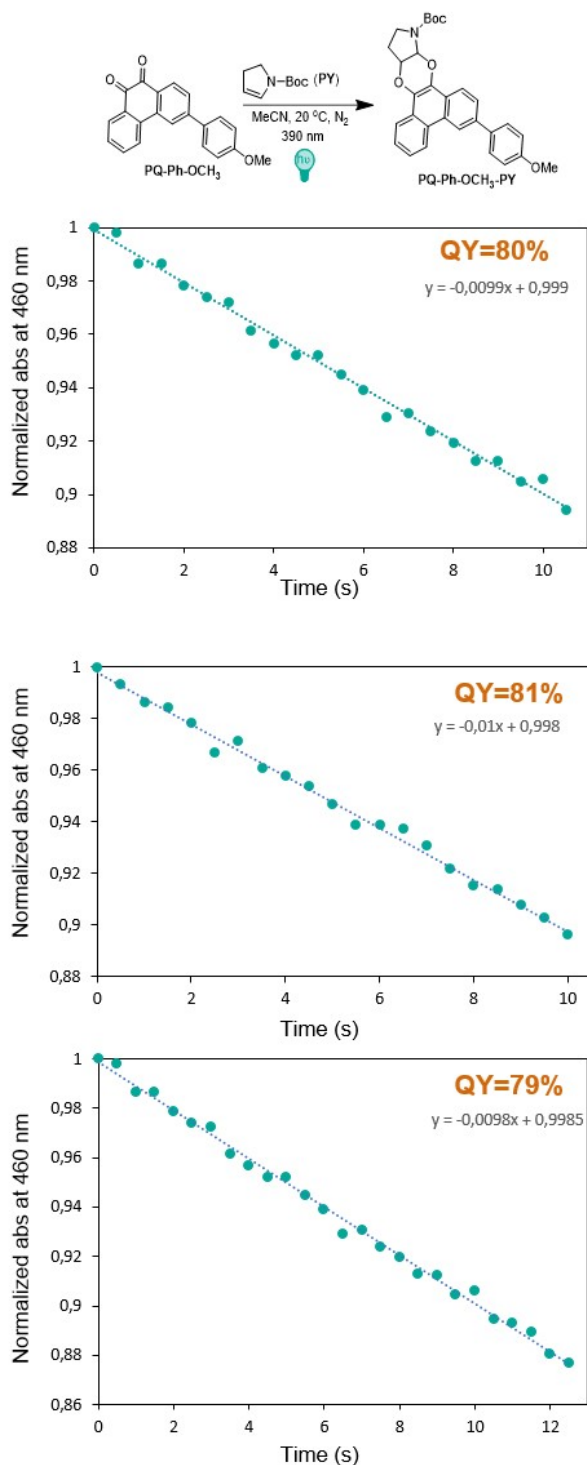 Boc
N
O
O
N–Boc (PY)
O
O
MeCN, 20 ⁰C, N₂
390 nm
hυ
OMe
OMe
PQ-Ph-OCH₃
PQ-Ph-OCH₃-PY
1
QY=80%
y = -0,0099x + 0,999
0,98
0,96
0,94
0,92
0,9
0,88
Normalized abs at 460 nm
0 2 4 6 8 10
Time (s)
1
QY=81%
y = -0,01x + 0,998
0,98
0,96
0,94
0,92
0,9
0,88
Normalized abs at 460 nm
0 2 4 6 8 10
Time (s)
1
QY=79%
y = -0,0098x + 0,9985
0,98
0,96
0,94
0,92
0,9
0,88
0,86
Normalized abs at 460 nm
0 2 4 6 8 10 12
Time (s)